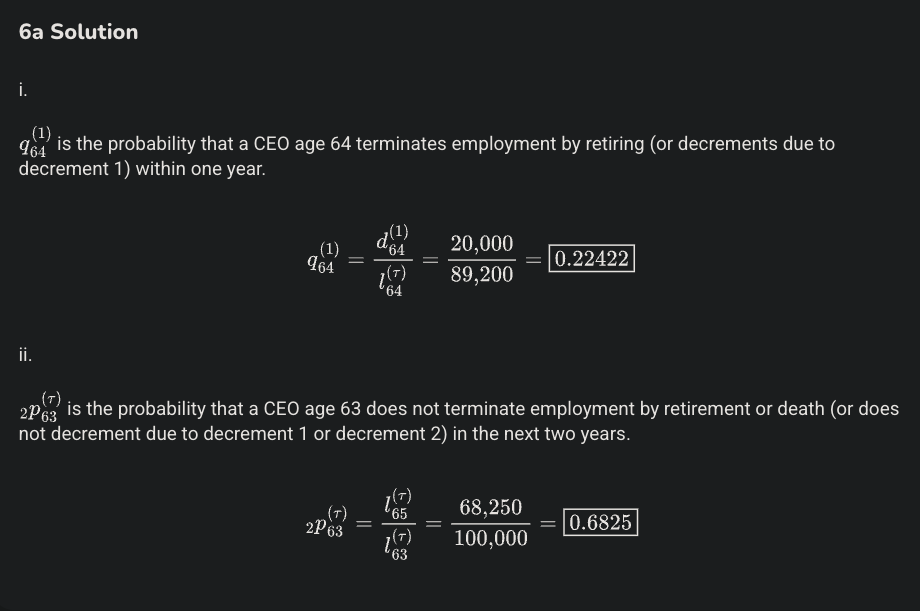 6a Solution
i.
$q_{64}^{(1)}$ is the probability that a CEO age 64 terminates employment by retiring (or decrements due to
decrement 1) within one year.
$q_{64}^{(1)} = \frac{d_{64}^{(1)}}{l_{64}^{(\tau)}} = \frac{20,000}{89,200} = \boxed{0.22422}$
ii.
${}_{2}p_{63}^{(\tau)}$ is the probability that a CEO age 63 does not terminate employment by retirement or death (or does
not decrement due to decrement 1 or decrement 2) in the next two years.
${}_{2}p_{63}^{(\tau)} = \frac{l_{65}^{(\tau)}}{l_{63}^{(\tau)}} = \frac{68,250}{100,000} = \boxed{0.6825}$